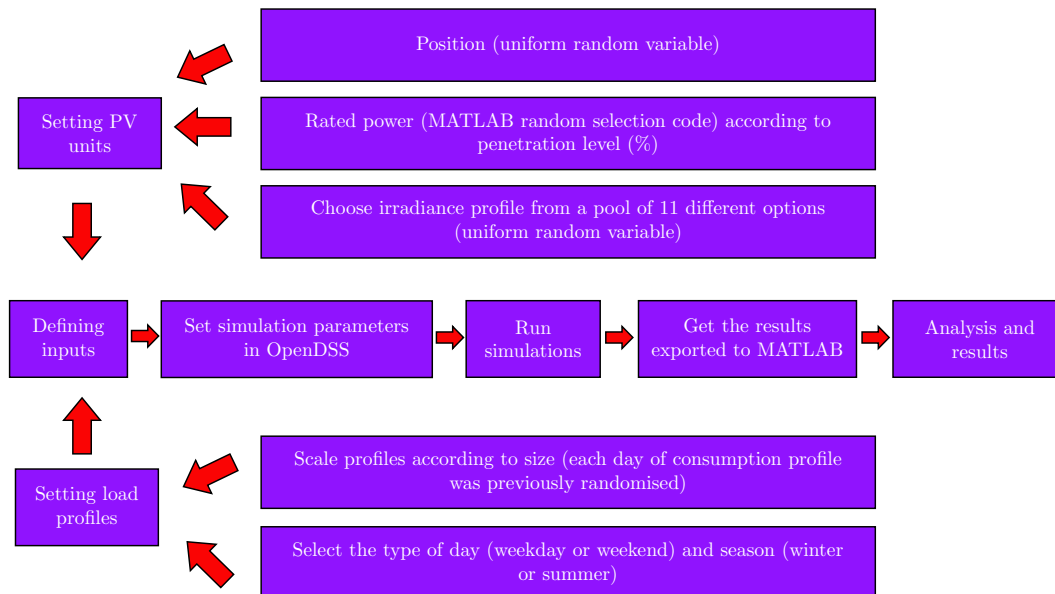 Position (uniform random variable)
Setting PV
units
Rated power (MATLAB random selection code) according to
penetration level (%)
Choose irradiance profile from a pool of 11 different options
(uniform random variable)
Defining
inputs
Set simulation parameters
in OpenDSS
Run
simulations
Get the results
exported to MATLAB
Analysis and
results
Scale profiles according to size (each day of consumption profile
was previously randomised)
Setting load
profiles
Select the type of day (weekday or weekend) and season (winter
or summer)